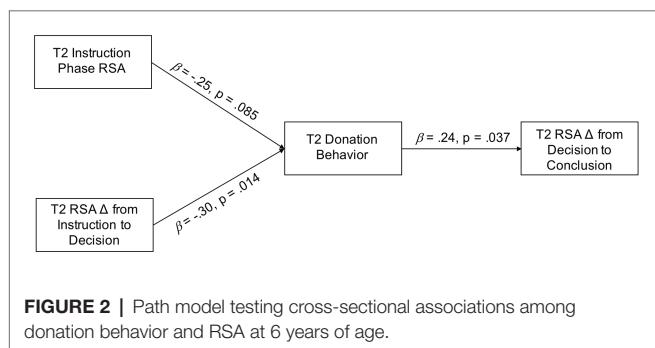 T2 Instruction
Phase RSA
β = -.25, p = .085
T2 Donation
Behavior
β = .24, p = .037
T2 RSA Δ from
Decision to
Conclusion
T2 RSA Δ from
Instruction to
Decision
β = -.30, p = .014
FIGURE 2 | Path model testing cross-sectional associations among
donation behavior and RSA at 6 years of age.